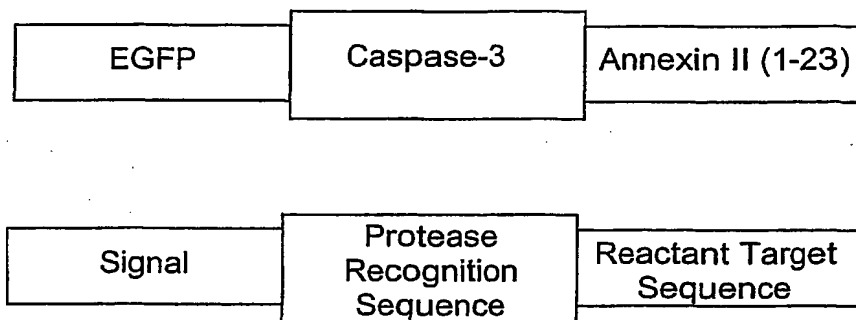 EGFP Caspase-3 Annexin II (1-23)
Signal
Protease
Recognition
Sequence
Reactant Target
Sequence